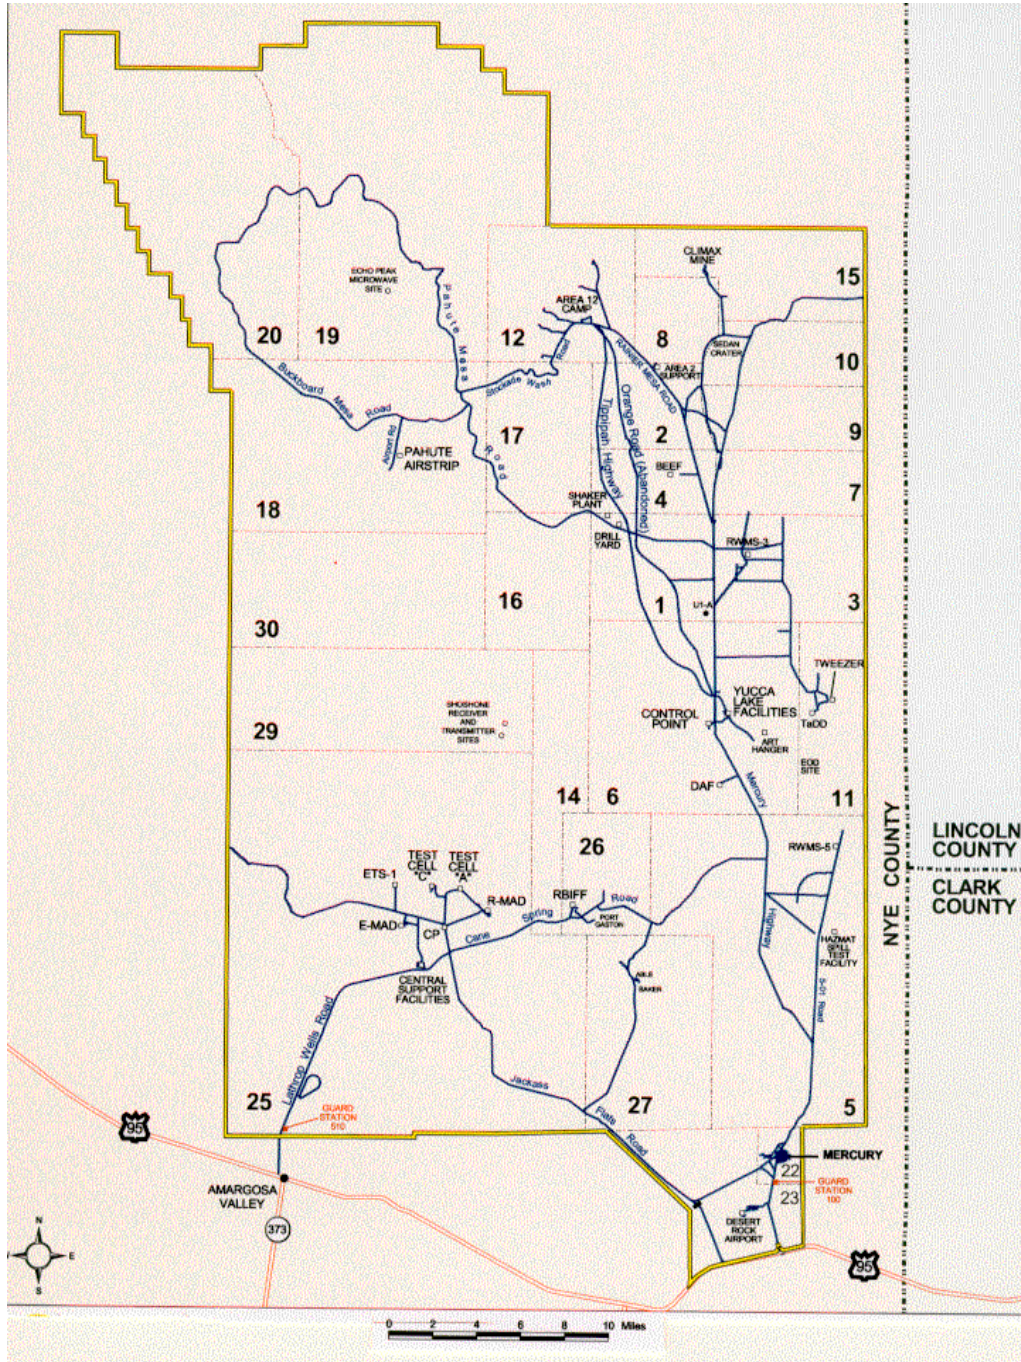 CLIMAX
MINE
15
ECHO PEAK
MICROWAVE
SITE
Pahute Mesa
AREA 12
CAMP
20
19
12
8
SEDAN
CRATER
10
RAINIER MESA ROAD
AREA 2
SUPPORT
Road
Stockade Wash
Buckboard Mesa Road
Tippipah Highway
Orange Road (Abandoned)
9
17
2
Airport Rd
PAHUTE
AIRSTRIP
Road
BEEF
7
4
SHAKER
PLANT
18
DRILL
YARD
RWMS-3
16
1
U1-A
3
30
TWEEZER
YUCCA
LAKE
FACILITIES
SHOSHONE
RECEIVER
AND
TRANSMITTER
SITES
CONTROL
POINT
TaDD
29
ART
HANGER
EOD
SITE
Mercury
DAF
14
6
11
NYE COUNTY
LINCOLN
COUNTY
CLARK
COUNTY
26
RWMS-5
TEST
CELL
"C"
TEST
CELL
"A"
ETS-1
R-MAD
RBIFF
E-MAD
CP
Cane Spring Road
PORT
GASTON
Highway
HAZMAT
SPILL
TEST
FACILITY
ABLE
BAKER
CENTRAL
SUPPORT
FACILITIES
5-01 Road
Lathrop Wells Road
Jackass Flats Road
25
27
5
GUARD
STATION
510
95
MERCURY
22
23
GUARD
STATION
100
AMARGOSA
VALLEY
373
DESERT
ROCK
AIRPORT
95
N
E
S
0 2 4 6 8 10 Miles